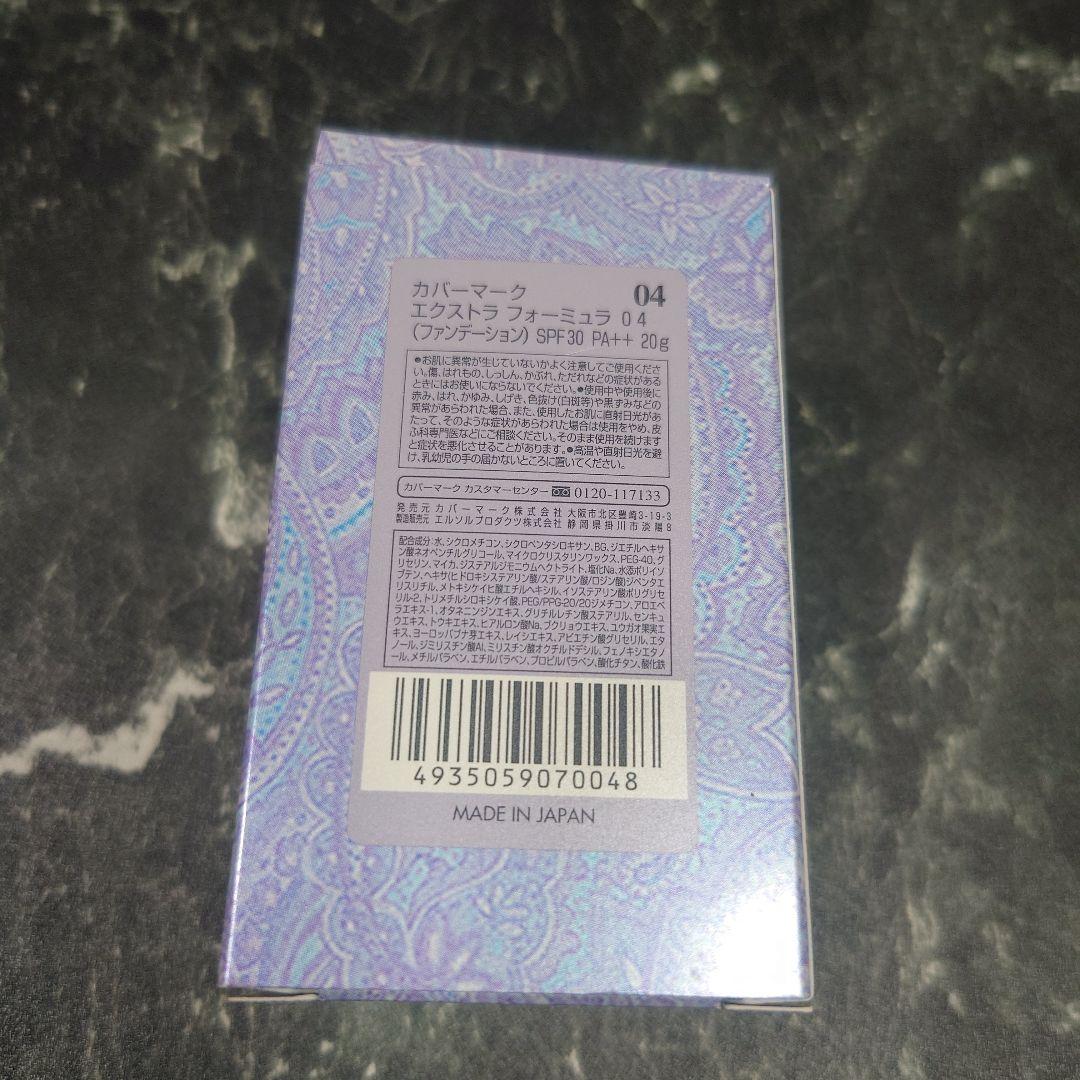 カバーマーク 04
エクストラ フォーミュラ 04
(ファンデーション) SPF30 PA++ 20g
●お肌に異常が生じていないかよく注意してご使用くださ
い。傷、はれもの、しっしん、かぶれ、ただれなどの症状がある
ときにはお使いにならないでください。●使用中や使用後に
赤み、はれ、かゆみ、しげき、色抜け(白斑等)や黒ずみなどの
異常があらわれた場合、また、使用したお肌に直射日光があ
たって、そのような症状があらわれた場合は使用をやめ、皮
ふ科専門医などにご相談ください。そのまま使用を続けます
と症状を悪化させることがあります。●高温や直射日光を避
け、乳幼児の手の届かないところに置いてください。
カバーマーク カスタマーセンター 0120-117133
発売元 カバーマーク株式会社 大阪市北区豊崎3-19-3
製造販売元 エルソルプロダクツ株式会社 静岡県掛川市淡陽8
配合成分:水、シクロメチコン、シクロペンタシロキサン、BG、ジエチルヘキサ
ン酸ネオペンチルグリコール、マイクロクリスタリンワックス、PEG-40、グ
リセリン、マイカ、ジステアルジモニウムヘクトライト、塩化Na、水添ポリイソ
ブテン、ヘキサ(ヒドロキシステアリン酸/ステアリン酸/ロジン酸)ジペンタエ
リスリチル、メトキシケイヒ酸エチルヘキシル、イソステアリン酸ポリグリセ
リル-2、トリメチルシロキシケイ酸、PEG/PPG-20/20ジメチコン、アロエベ
ラエキス-1、オタネニンジンエキス、グリチルレチン酸ステアリル、センキュ
ウエキス、トウキエキス、ヒアルロン酸Na、ブクリョウエキス、ユウガオ果実エ
キス、ヨーロッパブナ芽エキス、レイシエキス、アビエチン酸グリセリル、エタ
ノール、ジミリスチン酸Al、ミリスチン酸オクチルドデシル、フェノキシエタノ
ール、メチルパラベン、エチルパラベン、プロピルパラベン、酸化チタン、酸化鉄
4935059070048
MADE IN JAPAN